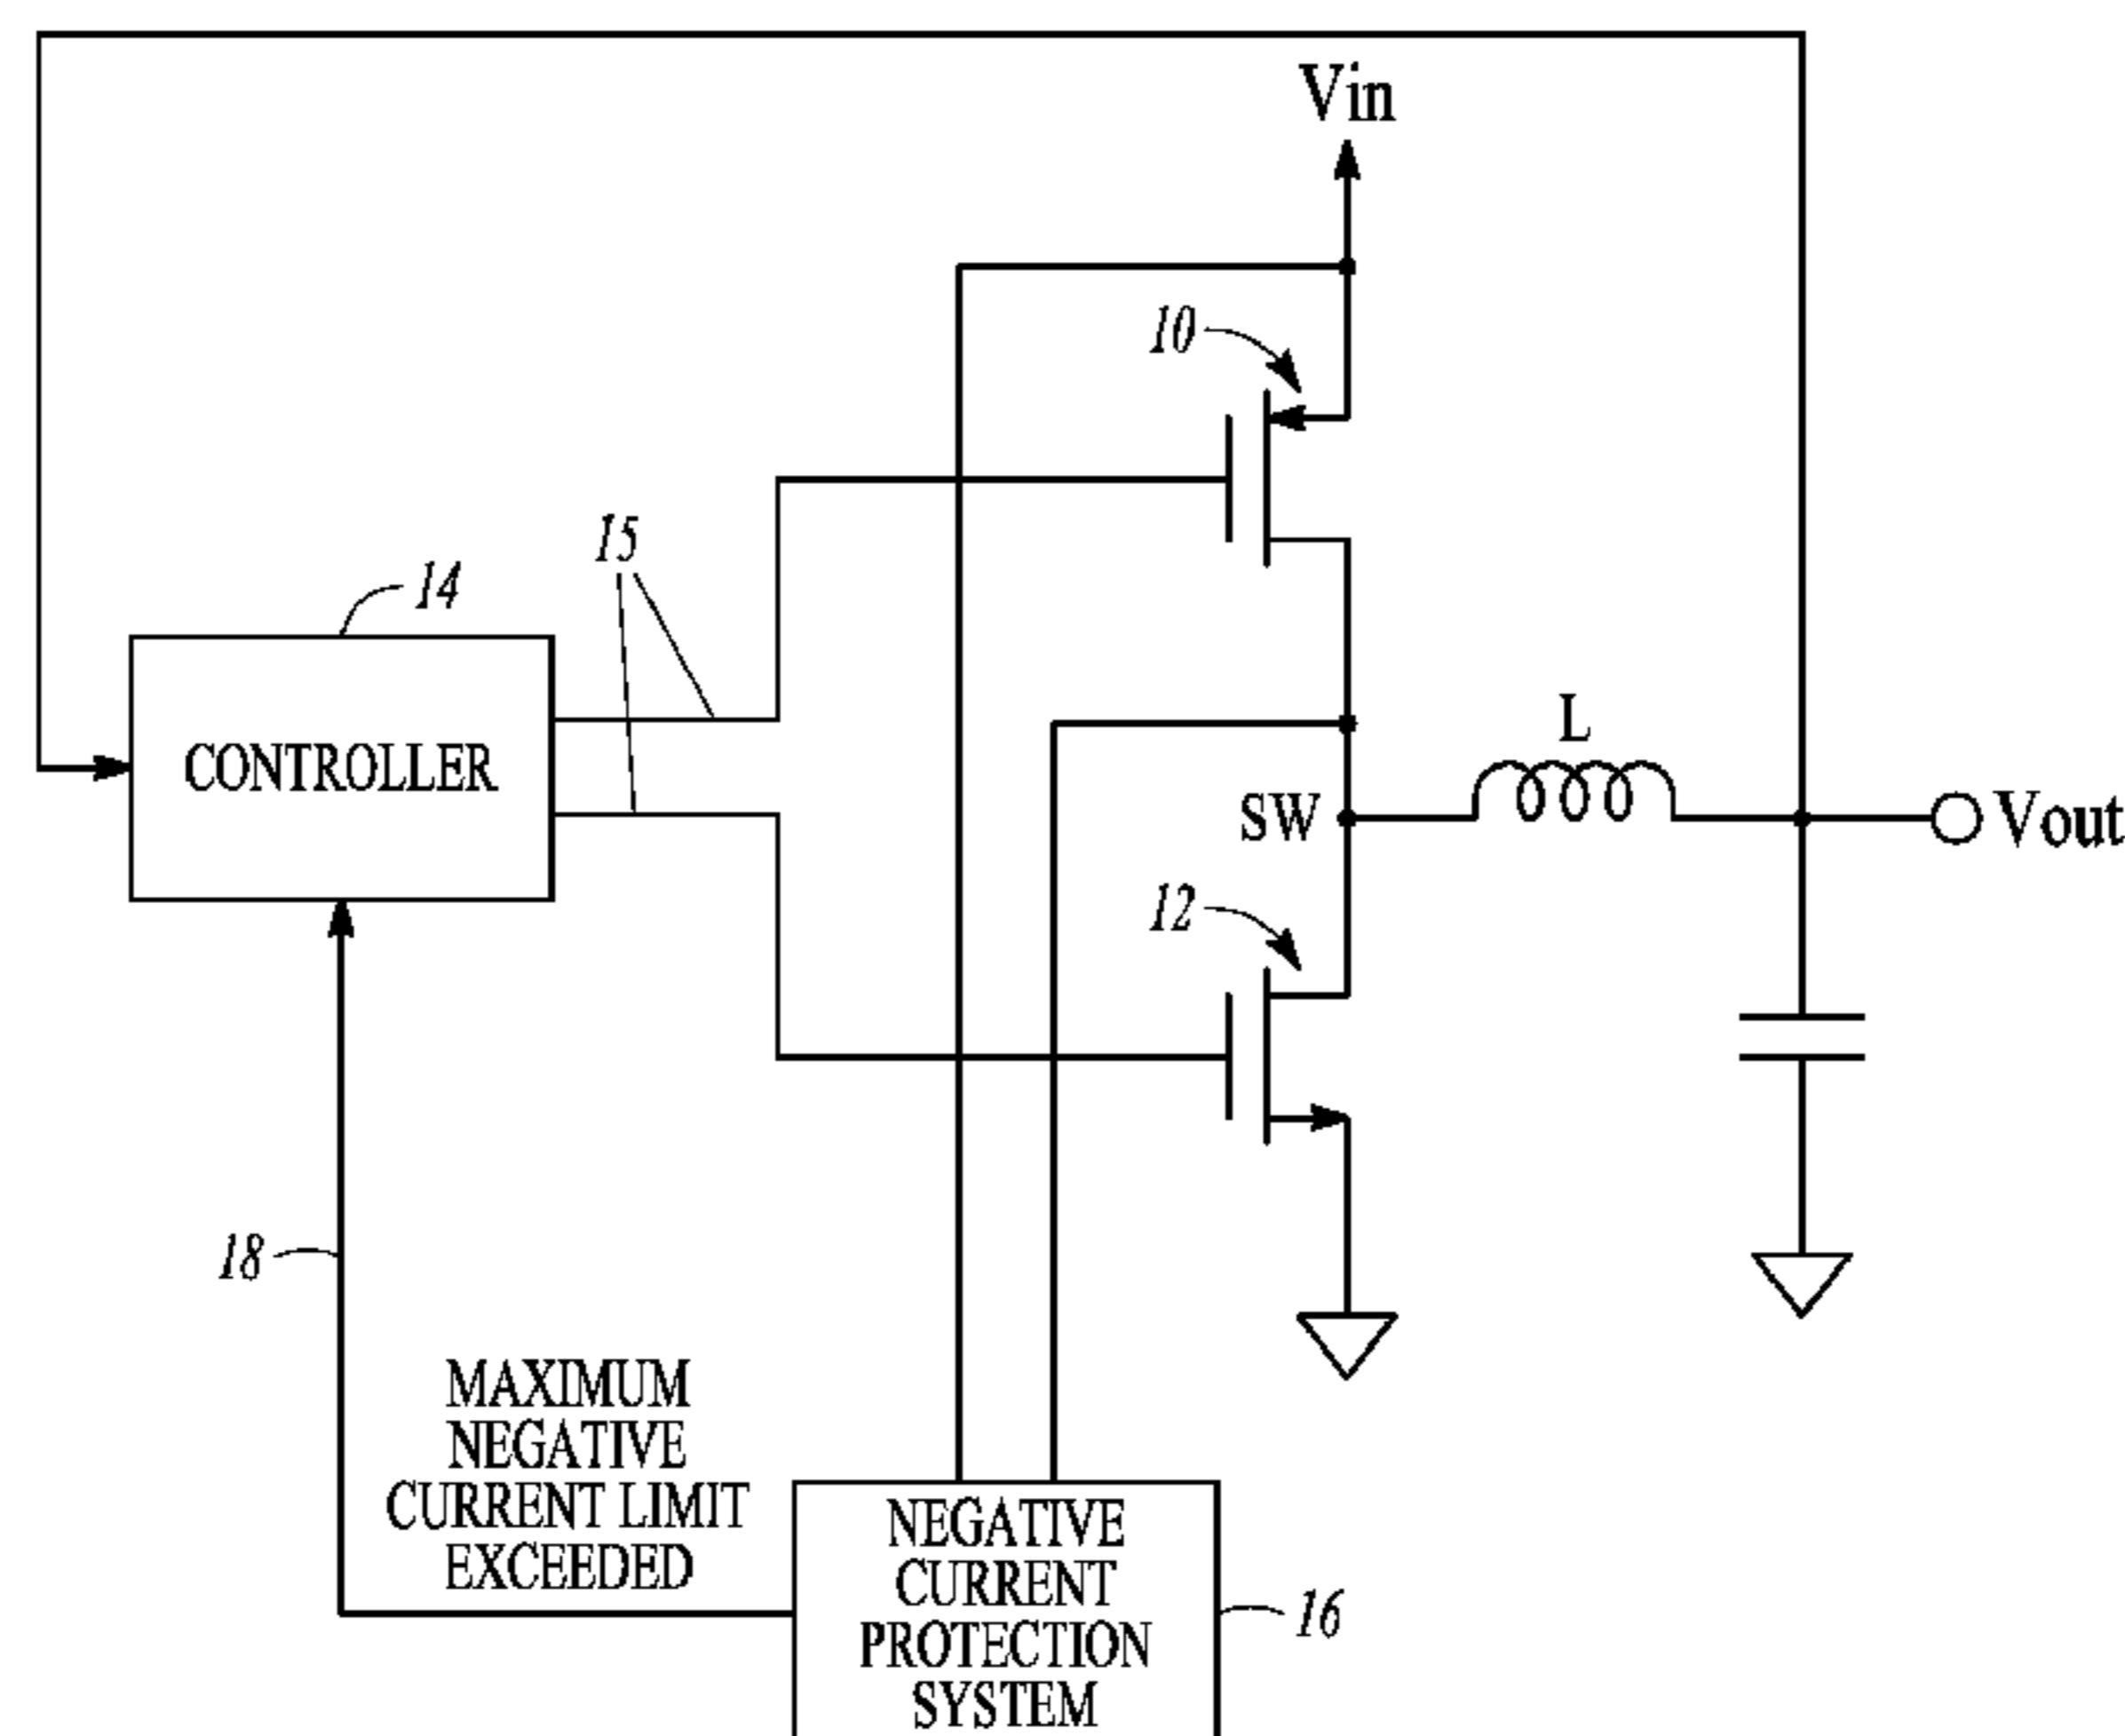 Vin
10
15
14
CONTROLLER
L
SW
Vout
12
18
MAXIMUM
NEGATIVE
CURRENT LIMIT
EXCEEDED
NEGATIVE
CURRENT
PROTECTION
SYSTEM
16